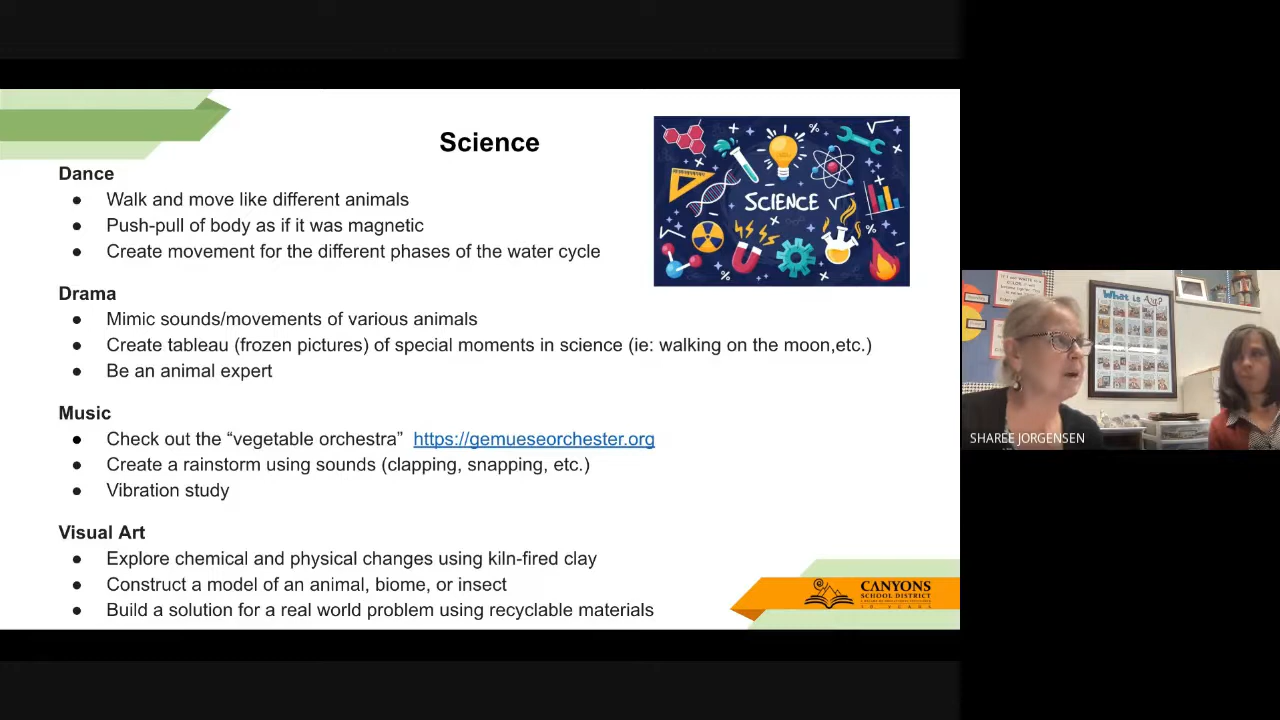 Science
Dance
● Walk and move like different animals
● Push-pull of body as if it was magnetic
● Create movement for the different phases of the water cycle
Drama
● Mimic sounds/movements of various animals
● Create tableau (frozen pictures) of special moments in science (ie: walking on the moon,etc.)
● Be an animal expert
Music
● Check out the “vegetable orchestra” https://gemueseorchester.org
● Create a rainstorm using sounds (clapping, snapping, etc.)
● Vibration study
Visual Art
● Explore chemical and physical changes using kiln-fired clay
● Construct a model of an animal, biome, or insect
● Build a solution for a real world problem using recyclable materials
SCIENCE
CANYONS
SCHOOL DISTRICT
What is Art?
SHAREE JORGENSEN